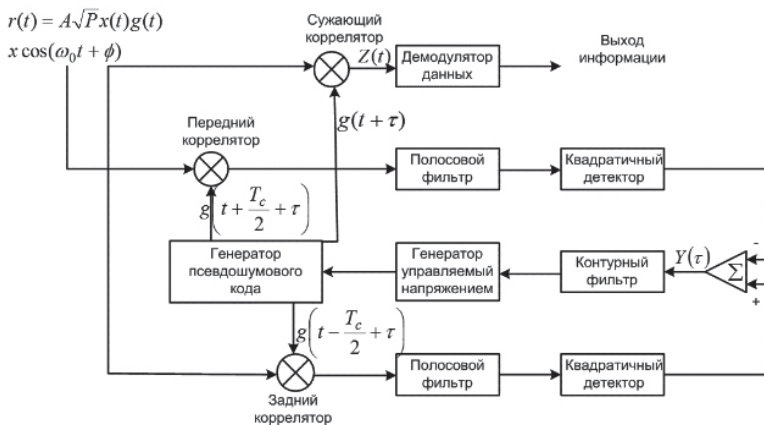 r(t) = A√P x(t)g(t)
x cos(ω₀t + ϕ)
Сужающий
коррелятор
Z(t)
Демодулятор
данных
Выход
информации
g(t + τ)
Передний
коррелятор
Полосовой
фильтр
Квадратичный
детектор
g(t + T_c/2 + τ)
Генератор
псевдошумового
кода
Генератор
управляемый
напряжением
Контурный
фильтр
Y(τ)
Σ
-
+
g(t − T_c/2 + τ)
Полосовой
фильтр
Квадратичный
детектор
Задний
коррелятор